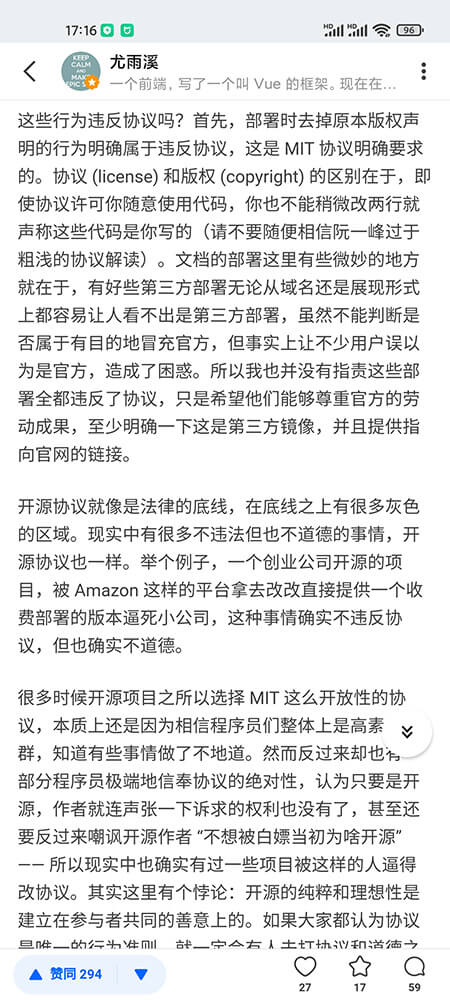 17:16
96
KEEP
CALM
AND
MAKE
EPIC S
尤雨溪
一个前端，写了一个叫 Vue 的框架。现在在...
这些行为违反协议吗？首先，部署时去掉原本版权声
明的行为明确属于违反协议，这是 MIT 协议明确要求
的。协议 (license) 和版权 (copyright) 的区别在于，即
使协议许可你随意使用代码，你也不能稍微改两行就
声称这些代码是你写的（请不要随便相信阮一峰过于
粗浅的协议解读）。文档的部署这里有些微妙的地方
就在于，有好些第三方部署无论从域名还是展现形式
上都容易让人看不出是第三方部署，虽然不能判断是
否属于有目的地冒充官方，但事实上让不少用户误以
为是官方，造成了困惑。所以我也并没有指责这些部
署全都违反了协议，只是希望他们能够尊重官方的劳
动成果，至少明确一下这是第三方镜像，并且提供指
向官网的链接。
开源协议就像是法律的底线，在底线之上有很多灰色
的区域。现实中有很多不违法但也不道德的事情，开
源协议也一样。举个例子，一个创业公司开源的项
目，被 Amazon 这样的平台拿去改改直接提供一个收
费部署的版本逼死小公司，这种事情确实不违反协
议，但也确实不道德。
很多时候开源项目之所以选择 MIT 这么开放性的协
议，本质上还是因为相信程序员们整体上是高素
群，知道有些事情做了不地道。然而反过来却也有
部分程序员极端地信奉协议的绝对性，认为只要是开
源，作者就连声张一下诉求的权利也没有了，甚至还
要反过来嘲讽开源作者 “不想被白嫖当初为啥开源”
—— 所以现实中也确实有过一些项目被这样的人逼得
改协议。其实这里有个悖论：开源的纯粹和理想性是
建立在参与者共同的善意上的。如果大家都认为协议
是唯一的行为准则，就一定会有人去打协议和道德之
赞同 294
27
17
59